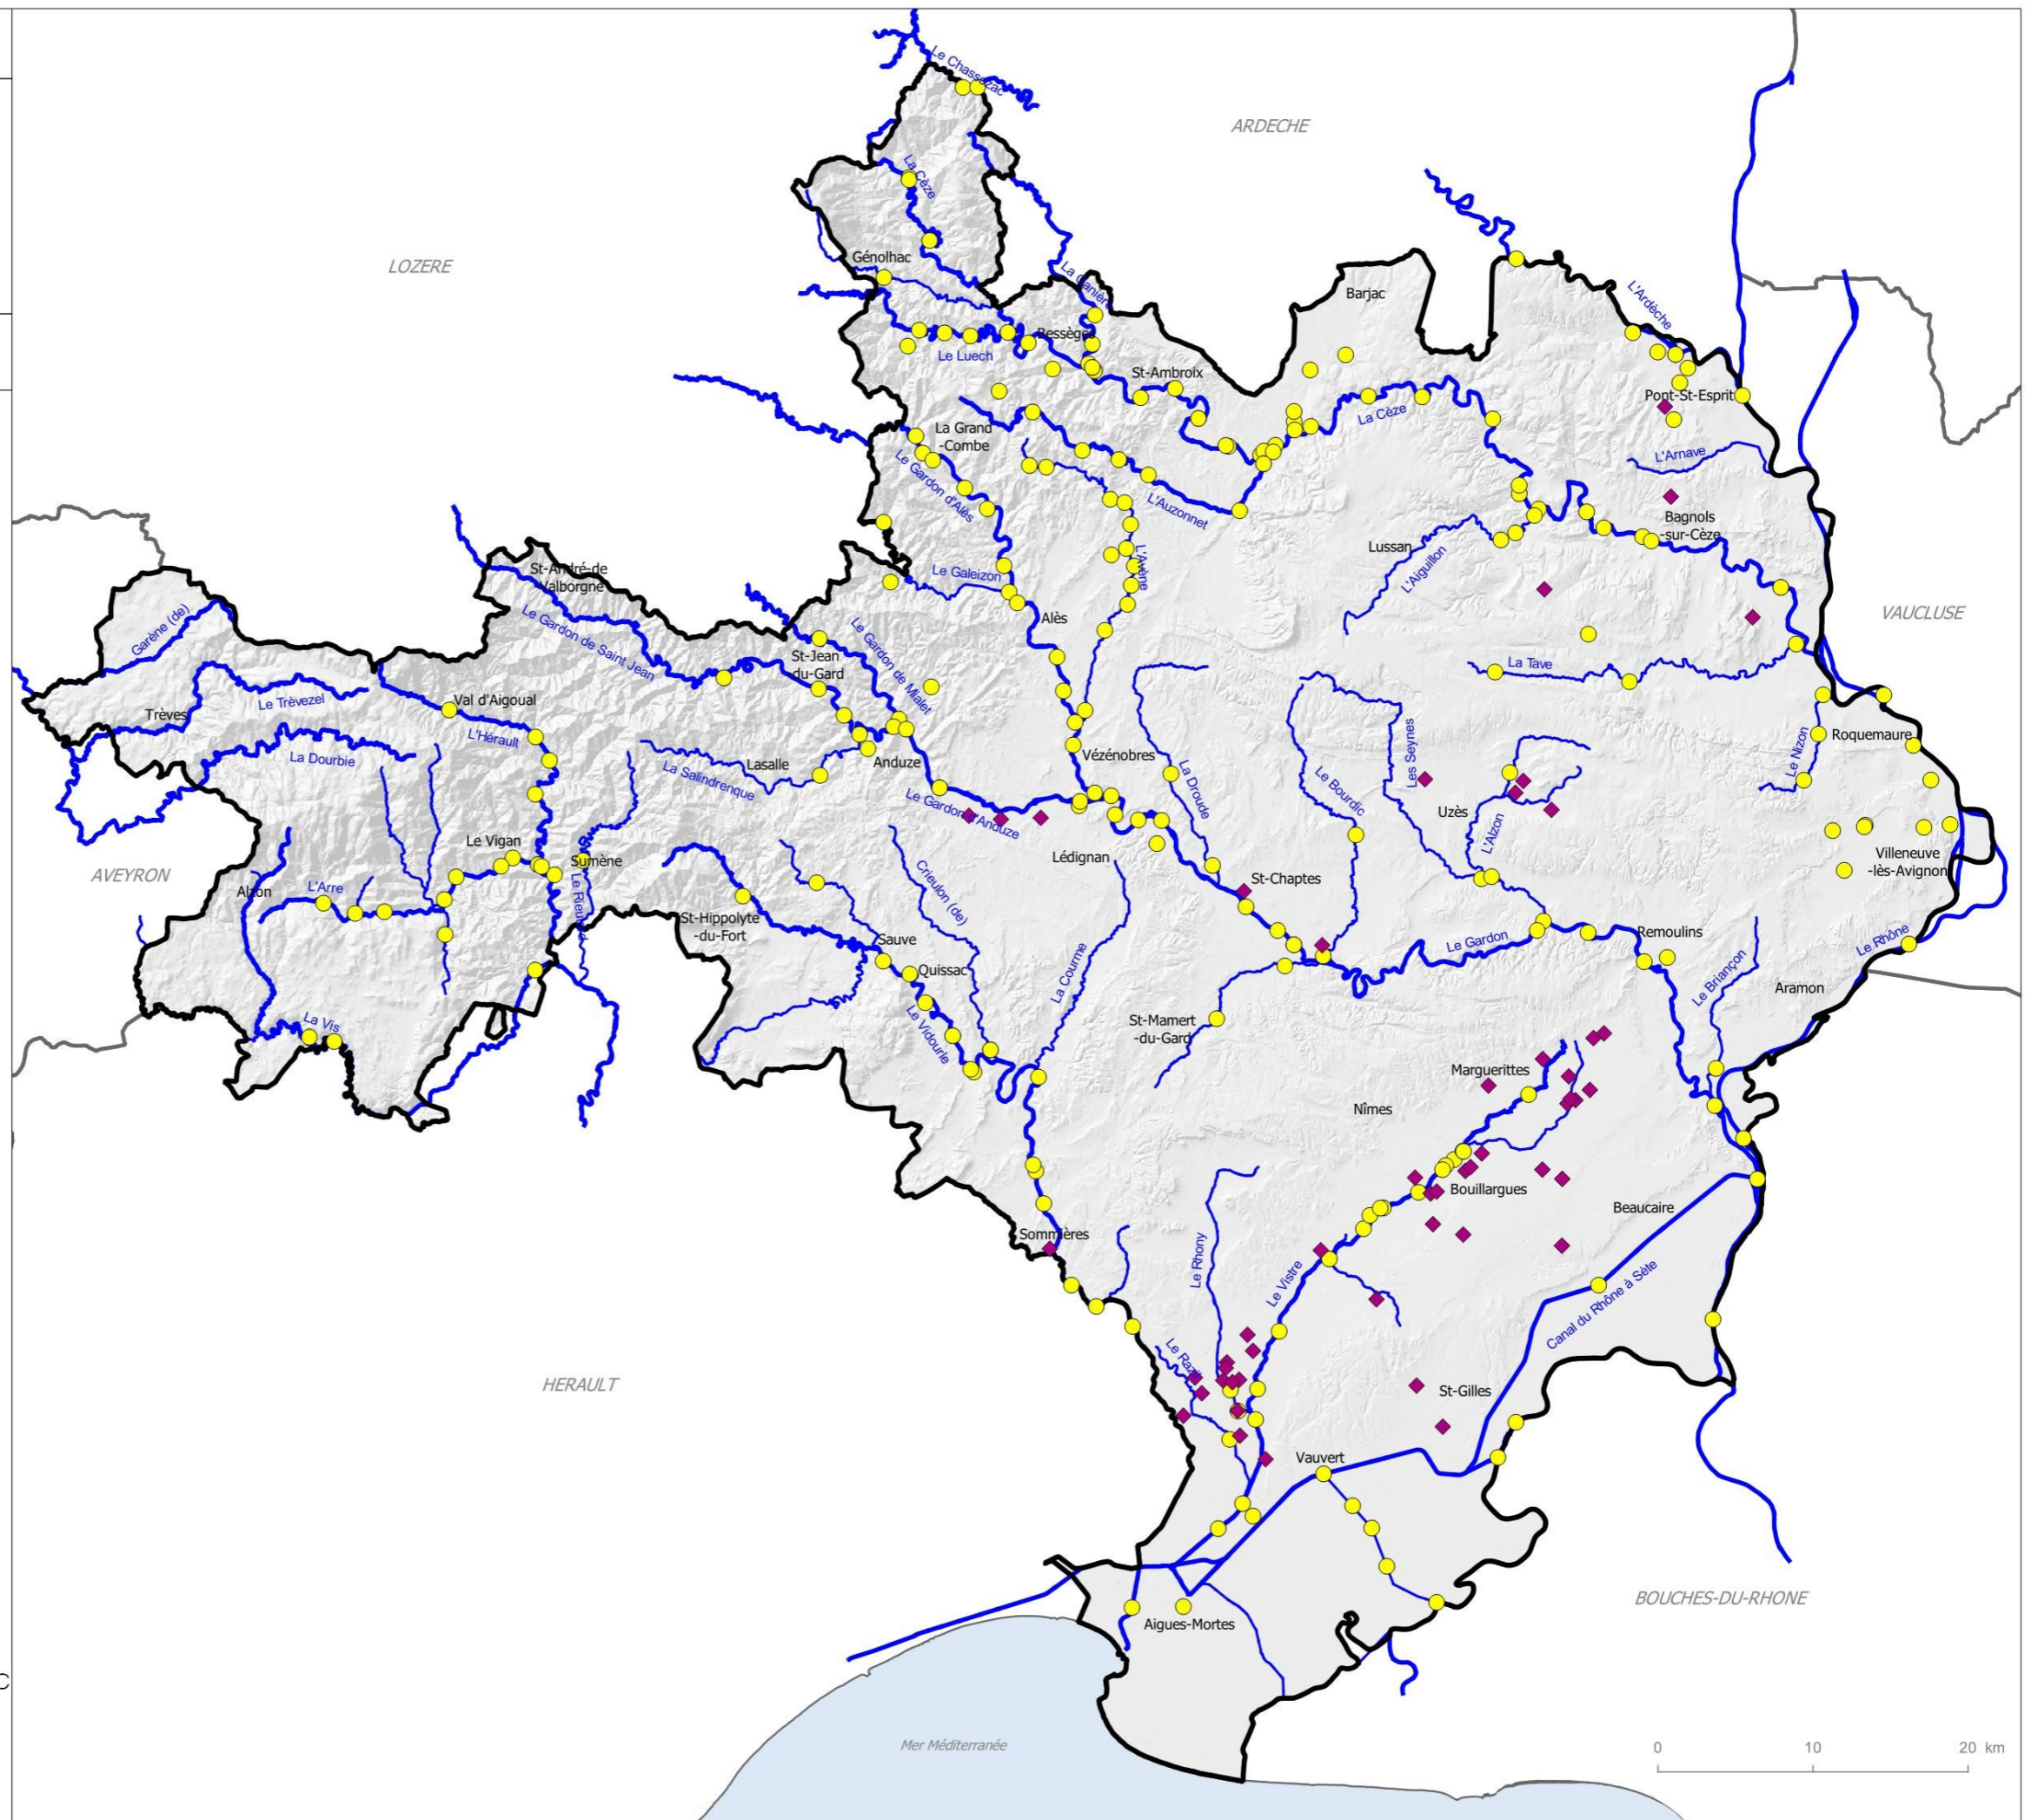 Le Chassezac
ARDECHE
La Cèze
LOZERE
Génolhac
La Ganière
Barjac
L'Ardèche
Bessèges
Le Luech
St-Ambroix
Pont-St-Esprit
La Cèze
La Grand
-Combe
L'Arnave
Le Gardon d'Alès
L'Auzonnet
Bagnols
-sur-Cèze
Lussan
L'Aiguillon
L'Avène
St-André-de
Valborgne
Le Galeizon
Alès
VAUCLUSE
Garène (de)
Le Gardon de Saint Jean
Le Gardon de Mialet
St-Jean
du-Gard
La Tave
Le Trèvezel
Val d'Aigoual
Trèves
L'Hérault
La Dourbie
Les Seynes
Roquemaure
Le Nizon
Vézénobres
Lasalle
Anduze
La Salindrenque
La Droude
Le Bourdic
Le Gardon d'Anduze
Uzès
L'Alzon
Le Vigan
Sumène
Lédignan
Villeneuve
-lès-Avignon
AVEYRON
Alzon
L'Arre
Le Rieutord
Crieulon (de)
St-Chaptes
St-Hippolyte
-du-Fort
Sauve
Quissac
La Courme
Le Gardon
Remoulins
Le Rhône
Le Briançon
Aramon
La Vis
Le Vidourle
St-Mamert
-du-Gard
Marguerittes
Nîmes
Bouillargues
Beaucaire
Sommières
Le Rhony
Le Vistre
Canal du Rhône à Sète
Le Razil
HERAULT
St-Gilles
Vauvert
BOUCHES-DU-RHONE
Aigues-Mortes
Mer Méditerranée
0 10 20 km